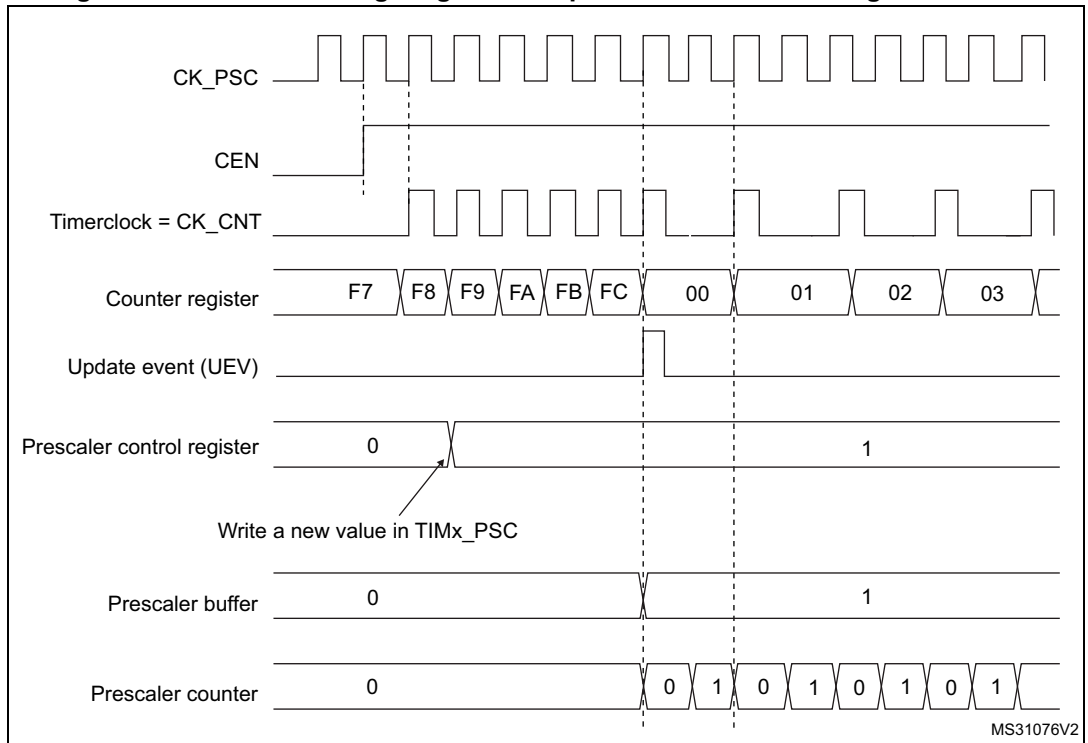 CK_PSC
CEN
Timerclock = CK_CNT
Counter register F7 F8 F9 FA FB FC 00 01 02 03
Update event (UEV)
Prescaler control register 0 1
Write a new value in TIMx_PSC
Prescaler buffer 0 1
Prescaler counter 0 0 1 0 1 0 1 0 1
MS31076V2